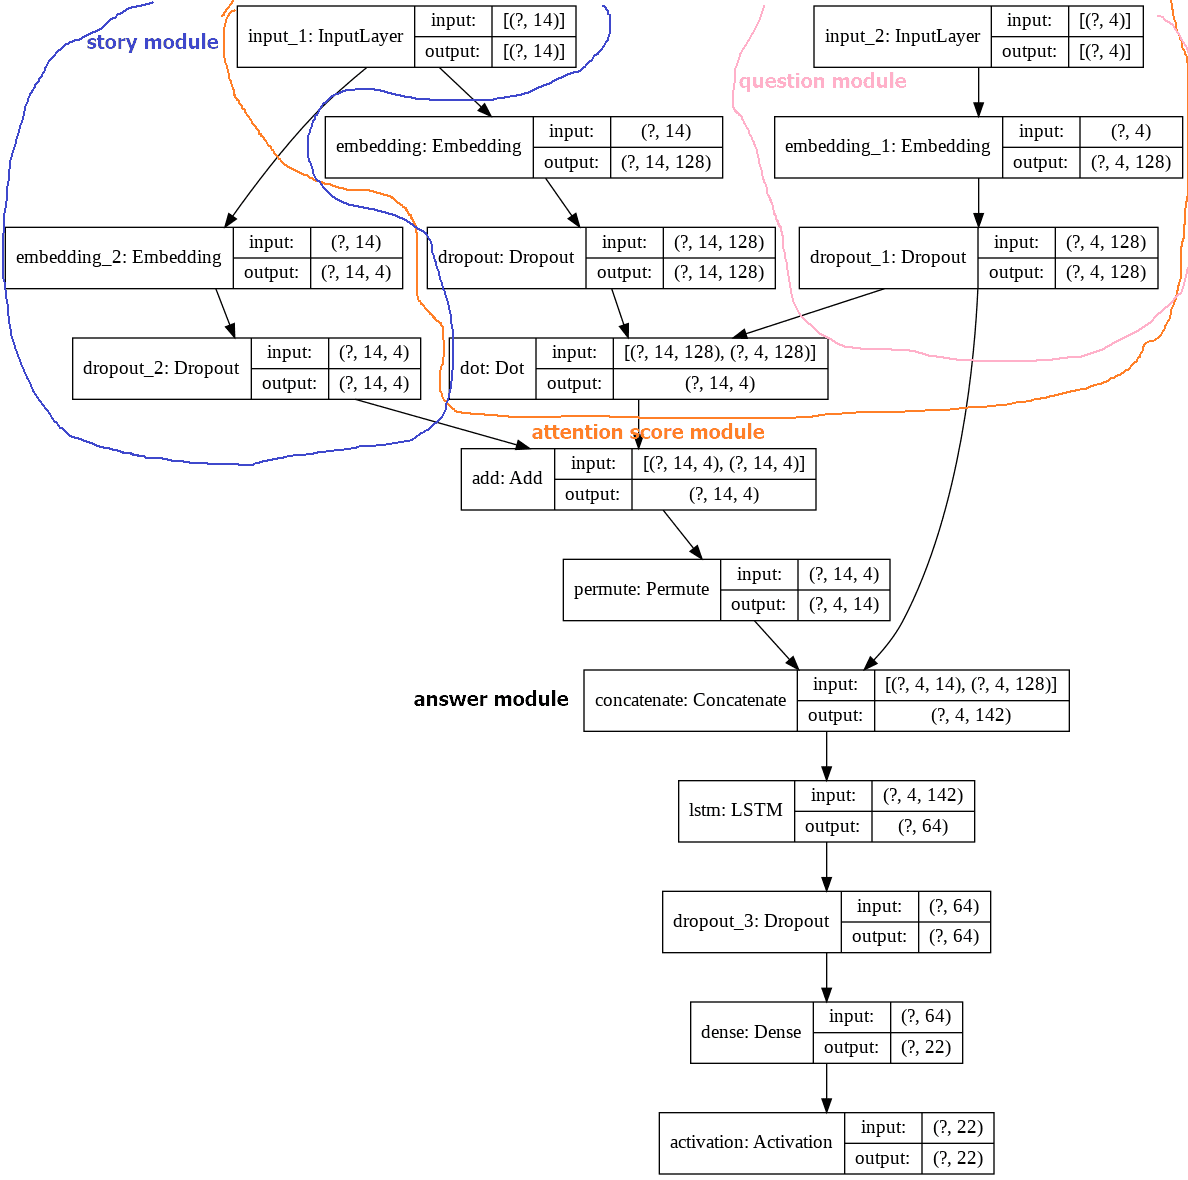 input_1: InputLayer
input:
[(?, 14)]
output:
[(?, 14)]
input_2: InputLayer
input:
[(?, 4)]
output:
[(?, 4)]
story module
question module
embedding: Embedding
input:
(?, 14)
output:
(?, 14, 128)
embedding_1: Embedding
input:
(?, 4)
output:
(?, 4, 128)
embedding_2: Embedding
input:
(?, 14)
output:
(?, 14, 4)
dropout: Dropout
input:
(?, 14, 128)
output:
(?, 14, 128)
dropout_1: Dropout
input:
(?, 4, 128)
output:
(?, 4, 128)
dropout_2: Dropout
input:
(?, 14, 4)
output:
(?, 14, 4)
dot: Dot
input:
[(?, 14, 128), (?, 4, 128)]
output:
(?, 14, 4)
attention score module
add: Add
input:
[(?, 14, 4), (?, 14, 4)]
output:
(?, 14, 4)
permute: Permute
input:
(?, 14, 4)
output:
(?, 4, 14)
answer module
concatenate: Concatenate
input:
[(?, 4, 14), (?, 4, 128)]
output:
(?, 4, 142)
lstm: LSTM
input:
(?, 4, 142)
output:
(?, 64)
dropout_3: Dropout
input:
(?, 64)
output:
(?, 64)
dense: Dense
input:
(?, 64)
output:
(?, 22)
activation: Activation
input:
(?, 22)
output:
(?, 22)